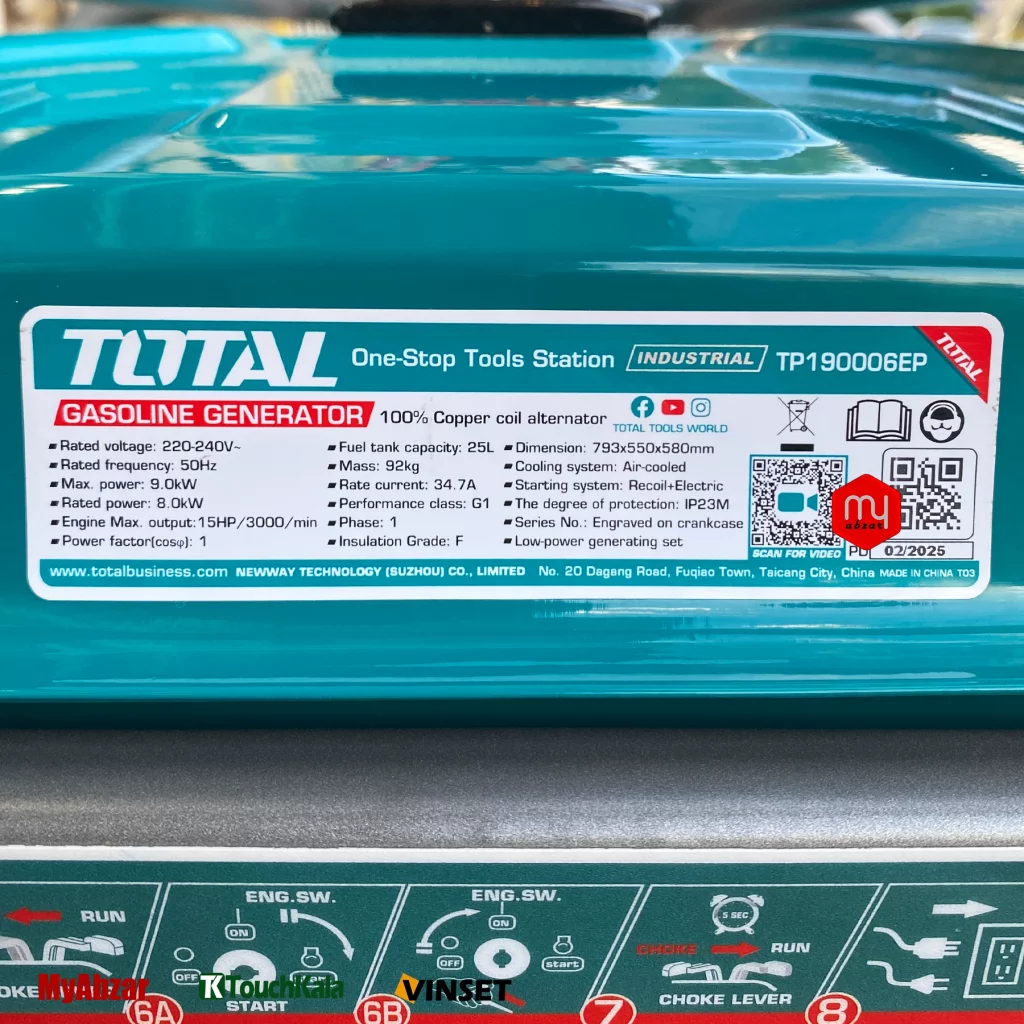 TOTAL One-Stop Tools Station INDUSTRIAL TP190006EP TOTAL
GASOLINE GENERATOR 100% Copper coil alternator TOTAL TOOLS WORLD
Rated voltage: 220-240V~
Rated frequency: 50Hz
Max. power: 9.0kW
Rated power: 8.0kW
Engine Max. output:15HP/3000/min
Power factor(cosφ): 1
Fuel tank capacity: 25L
Mass: 92kg
Rate current: 34.7A
Performance class: G1
Phase: 1
Insulation Grade: F
Dimension: 793x550x580mm
Cooling system: Air-cooled
Starting system: Recoil+Electric
The degree of protection: IP23M
Series No.: Engraved on crankcase
Low-power generating set
my
abzar
SCAN FOR VIDEO
02/2025
www.totalbusiness.com NEWWAY TECHNOLOGY (SUZHOU) CO., LIMITED No. 20 Dagang Road, Fuqiao Town, Taicang City, China MADE IN CHINA T03
RUN
ENG.SW.
ON
OFF
START
6A
ENG.SW.
ON
OFF
start
6B
5 SEC
CHOKE RUN
CHOKE LEVER
7
8
MyAbzar
TouchKala
VINSET